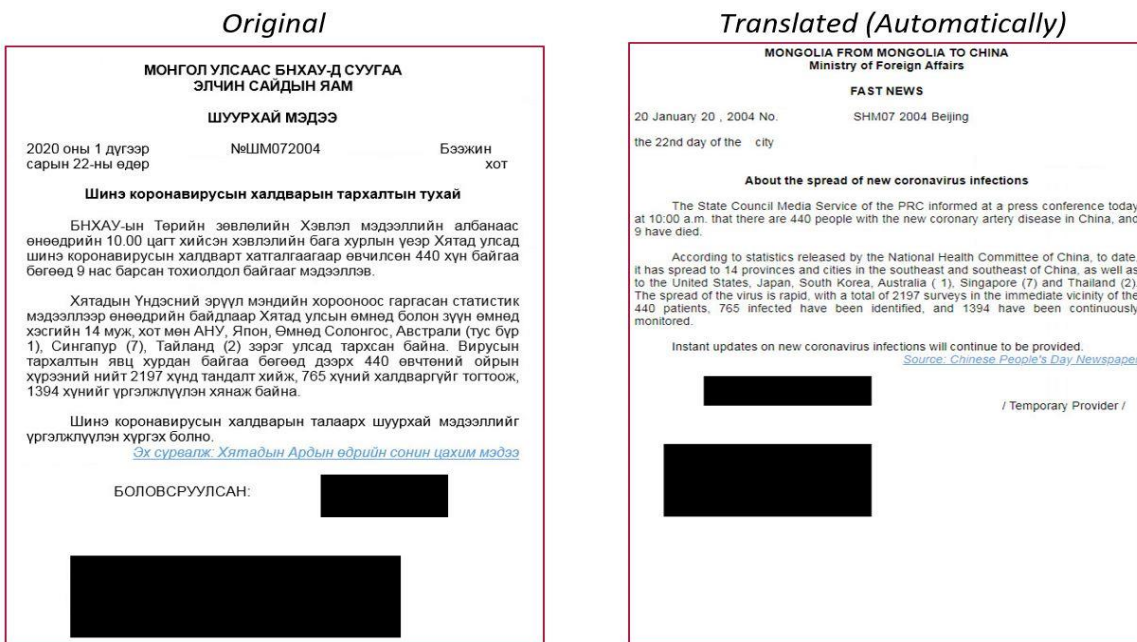 Original
МОНГОЛ УЛСААС БНХАУ-Д СУУГАА
ЭЛЧИН САЙДЫН ЯАМ
ШУУРХАЙ МЭДЭЭ
2020 оны 1 дүгээр №ШМ072004 Бээжин
сарын 22-ны өдөр хот
Шинэ коронавирусын халдварын тархалтын тухай
БНХАУ-ын Төрийн зөвлөлийн Хэвлэл мэдээллийн албанаас
өнөөдрийн 10.00 цагт хийсэн хэвлэлийн бага хурлын үеэр Хятад улсад
шинэ коронавирусын халдварт хатгалгаагаар өвчилсөн 440 хүн байгаа
бөгөөд 9 нас барсан тохиолдол байгааг мэдээллэв.
Хятадын Үндэсний эрүүл мэндийн хорооноос гаргасан статистик
мэдээллээр өнөөдрийн байдлаар Хятад улсын өмнөд болон зүүн өмнөд
хэсгийн 14 муж, хот мөн АНУ, Япон, Өмнөд Солонгос, Австрали (тус бүр
1), Сингапур (7), Тайланд (2) зэрэг улсад тархсан байна. Вирусын
тархалтын явц хурдан байгаа бөгөөд дээрх 440 өвчтөний ойрын
хүрээний нийт 2197 хүнд тандалт хийж, 765 хүний халдваргүйг тогтоож,
1394 хүнийг үргэлжлүүлэн хянаж байна.
Шинэ коронавирусын халдварын талаарх шуурхай мэдээллийг
үргэлжлүүлэн хүргэх болно.
Эх сурвалж: Хятадын Ардын өдрийн сонин цахим мэдээ
БОЛОВСРУУЛСАН:
Translated (Automatically)
MONGOLIA FROM MONGOLIA TO CHINA
Ministry of Foreign Affairs
FAST NEWS
20 January 20 , 2004 No. SHM07 2004 Beijing
the 22nd day of the city
About the spread of new coronavirus infections
The State Council Media Service of the PRC informed at a press conference today
at 10:00 a.m. that there are 440 people with the new coronary artery disease in China, and
9 have died.
According to statistics released by the National Health Committee of China, to date,
it has spread to 14 provinces and cities in the southeast and southeast of China, as well as
to the United States, Japan, South Korea, Australia ( 1), Singapore (7) and Thailand (2).
The spread of the virus is rapid, with a total of 2197 surveys in the immediate vicinity of the
440 patients, 765 infected have been identified, and 1394 have been continuously
monitored.
Instant updates on new coronavirus infections will continue to be provided.
Source: Chinese People's Day Newspaper
/ Temporary Provider /